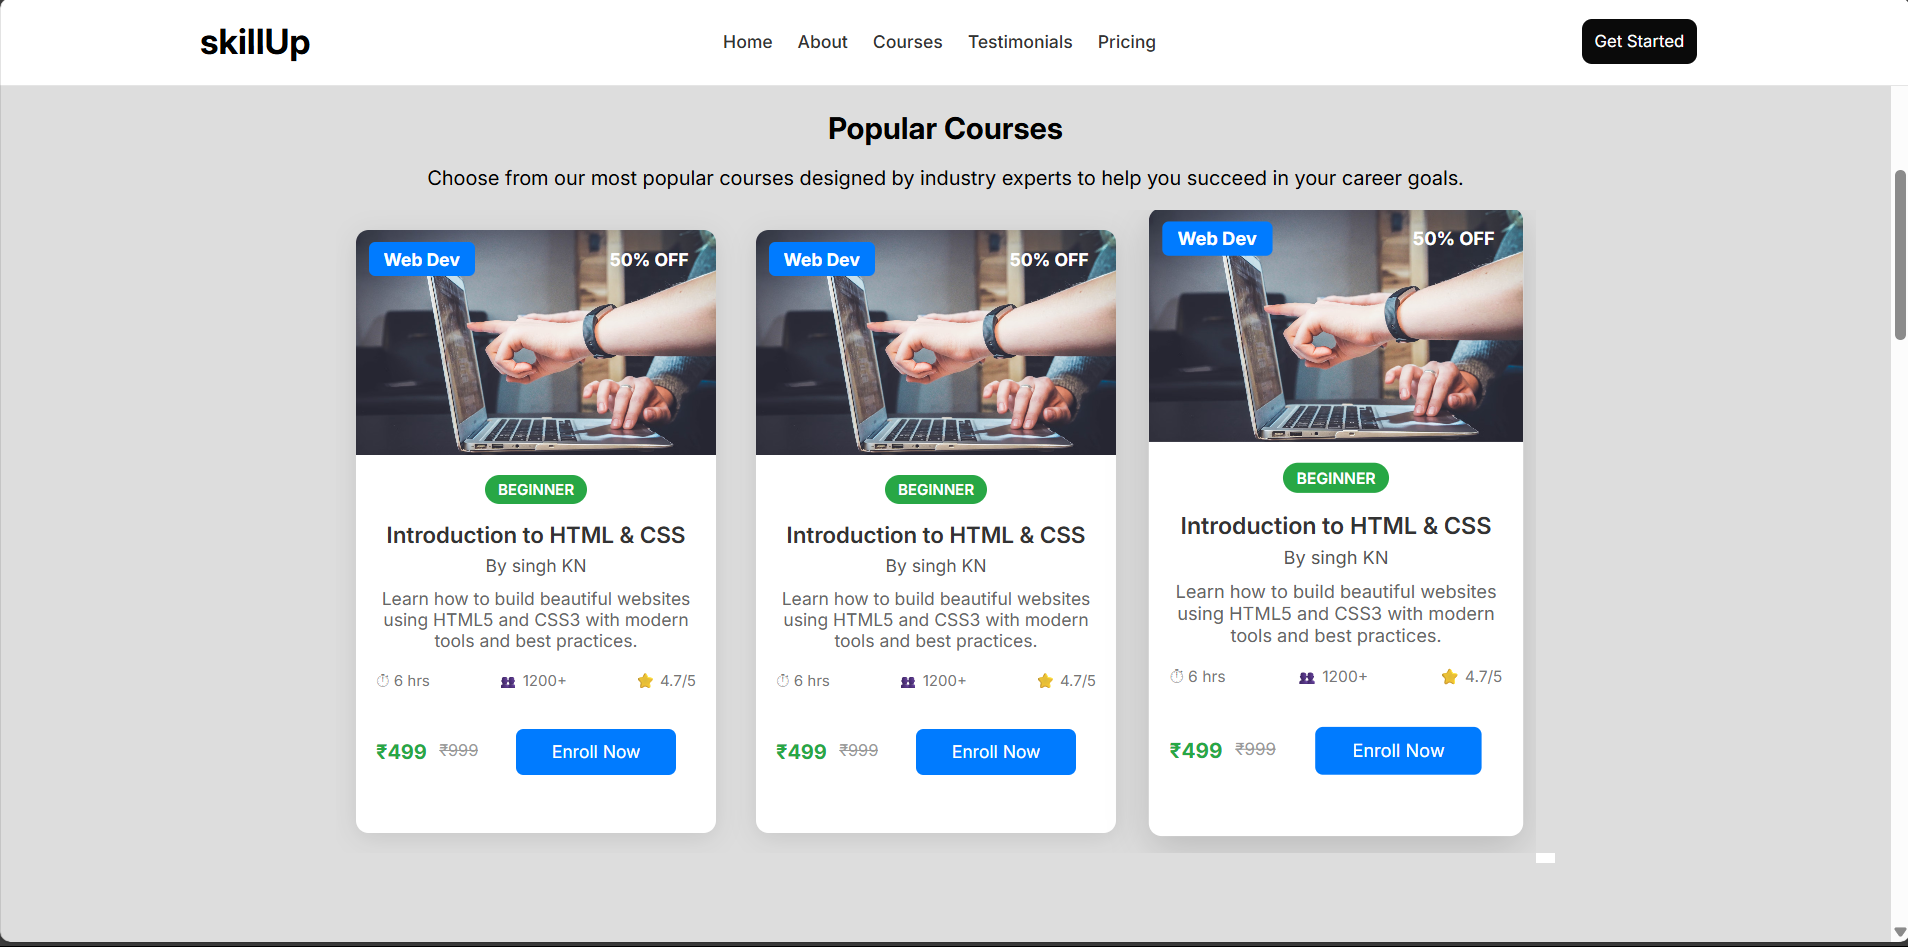 skillUp
Home About Courses Testimonials Pricing
Get Started
Popular Courses
Choose from our most popular courses designed by industry experts to help you succeed in your career goals.
Web Dev
50% OFF
BEGINNER
Introduction to HTML & CSS
By singh KN
Learn how to build beautiful websites
using HTML5 and CSS3 with modern
tools and best practices.
⏱ 6 hrs 👥 1200+ ⭐ 4.7/5
₹499 ₹999 Enroll Now
Web Dev
50% OFF
BEGINNER
Introduction to HTML & CSS
By singh KN
Learn how to build beautiful websites
using HTML5 and CSS3 with modern
tools and best practices.
⏱ 6 hrs 👥 1200+ ⭐ 4.7/5
₹499 ₹999 Enroll Now
Web Dev
50% OFF
BEGINNER
Introduction to HTML & CSS
By singh KN
Learn how to build beautiful websites
using HTML5 and CSS3 with modern
tools and best practices.
⏱ 6 hrs 👥 1200+ ⭐ 4.7/5
₹499 ₹999 Enroll Now